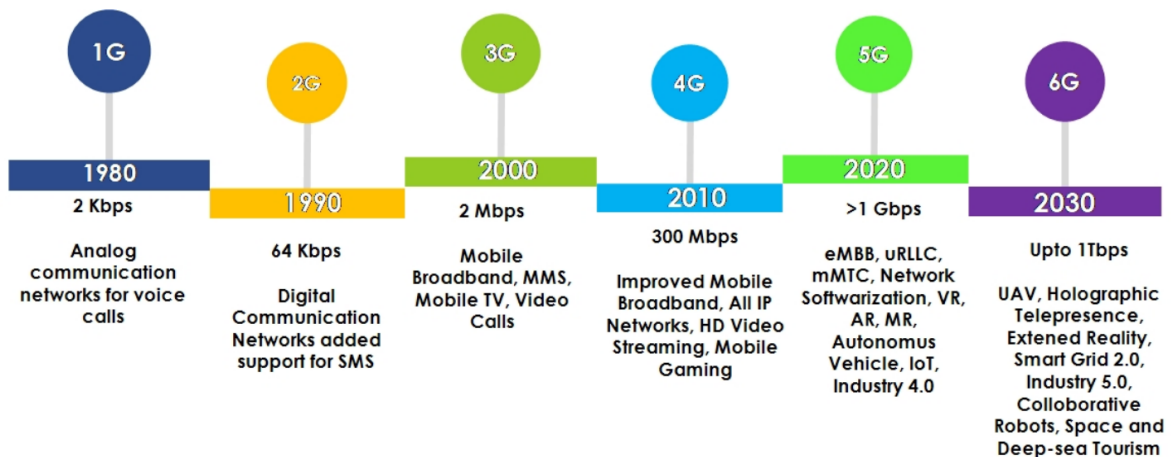 1G
1980
2 Kbps
Analog
communication
networks for voice
calls
2G
1990
64 Kbps
Digital
Communication
Networks added
support for SMS
3G
2000
2 Mbps
Mobile
Broadband, MMS,
Mobile TV, Video
Calls
4G
2010
300 Mbps
Improved Mobile
Broadband, All IP
Networks, HD Video
Streaming, Mobile
Gaming
5G
2020
>1 Gbps
eMBB, uRLLC,
mMTC, Network
Softwarization, VR,
AR, MR,
Autonomus
Vehicle, IoT,
Industry 4.0
6G
2030
Upto 1Tbps
UAV, Holographic
Telepresence,
Extened Reality,
Smart Grid 2.0,
Industry 5.0,
Colloborative
Robots, Space and
Deep-sea Tourism